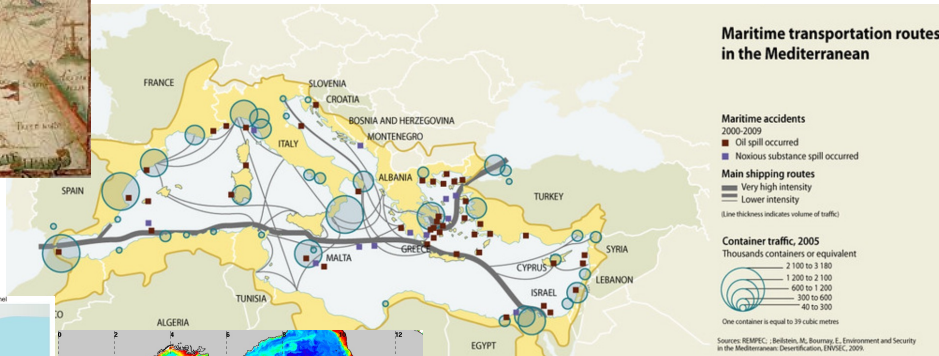 Maritime transportation routes
in the Mediterranean
FRANCE
SLOVENIA
CROATIA
BOSNIA AND HERZEGOVINA
MONTENEGRO
ITALY
ALBANIA
SPAIN
TURKEY
GREECE
MALTA
CYPRUS
SYRIA
LEBANON
ISRAEL
TUNISIA
ALGERIA
EGYPT
Maritime accidents
2000-2009
Oil spill occurred
Noxious substance spill occurred
Main shipping routes
Very high intensity
Lower intensity
(Line thickness indicates volume of traffic)
Container traffic, 2005
Thousands containers or equivalent
2 100 to 3 180
1 200 to 2 100
600 to 1 200
300 to 600
40 to 300
One container is equal to 39 cubic metres
Sources: REMPEC; ; Beilstein, M., Bournay, E., Environment and Security
in the Mediterranean: Desertification, ENVSEC, 2009.
0 2 4 6 12